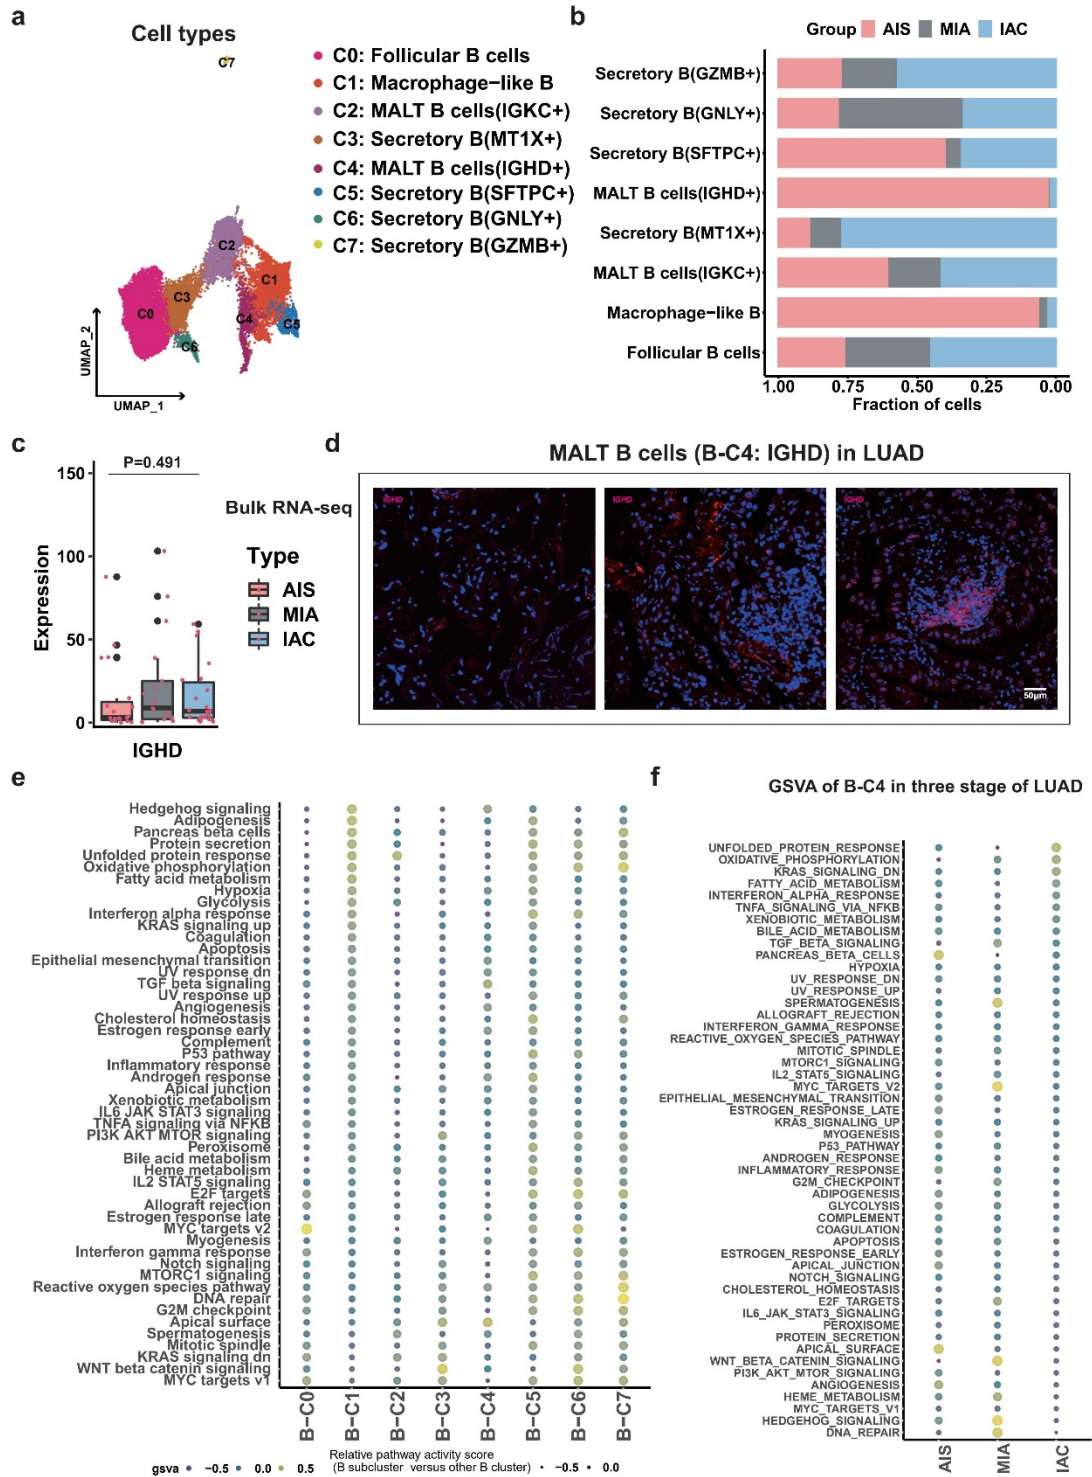 a
Cell types
C7
C2
C1
C3
C0
C4
C5
C6
UMAP_2
UMAP_1
C0: Follicular B cells
C1: Macrophage−like B
C2: MALT B cells(IGKC+)
C3: Secretory B(MT1X+)
C4: MALT B cells(IGHD+)
C5: Secretory B(SFTPC+)
C6: Secretory B(GNLY+)
C7: Secretory B(GZMB+)
b
Group AIS MIA IAC
Secretory B(GZMB+)
Secretory B(GNLY+)
Secretory B(SFTPC+)
MALT B cells(IGHD+)
Secretory B(MT1X+)
MALT B cells(IGKC+)
Macrophage−like B
Follicular B cells
1.00 0.75 0.50 0.25 0.00
Fraction of cells
c
P=0.491
150
100
50
0
Expression
IGHD
Bulk RNA-seq
Type
AIS
MIA
IAC
d
MALT B cells (B-C4: IGHD) in LUAD
IGHD
IGHD
IGHD
50μm
e
Hedgehog signaling
Adipogenesis
Pancreas beta cells
Protein secretion
Unfolded protein response
Oxidative phosphorylation
Fatty acid metabolism
Hypoxia
Glycolysis
Interferon alpha response
KRAS signaling up
Coagulation
Apoptosis
Epithelial mesenchymal transition
UV response dn
TGF beta signaling
UV response up
Angiogenesis
Cholesterol homeostasis
Estrogen response early
Complement
P53 pathway
Inflammatory response
Androgen response
Apical junction
Xenobiotic metabolism
IL6 JAK STAT3 signaling
TNFA signaling via NFKB
PI3K AKT MTOR signaling
Peroxisome
Bile acid metabolism
Heme metabolism
IL2 STAT5 signaling
E2F targets
Allograft rejection
Estrogen response late
MYC targets v2
Myogenesis
Interferon gamma response
Notch signaling
MTORC1 signaling
Reactive oxygen species pathway
DNA repair
G2M checkpoint
Apical surface
Spermatogenesis
Mitotic spindle
KRAS signaling dn
WNT beta catenin signaling
MYC targets v1
B−C0 B−C1 B−C2 B−C3 B−C4 B−C5 B−C6 B−C7
gsva −0.5 0.0 0.5
Relative pathway activity score
(B subcluster versus other B cluster) −0.5 0.0
f
GSVA of B-C4 in three stage of LUAD
UNFOLDED_PROTEIN_RESPONSE
OXIDATIVE_PHOSPHORYLATION
KRAS_SIGNALING_DN
FATTY_ACID_METABOLISM
INTERFERON_ALPHA_RESPONSE
TNFA_SIGNALING_VIA_NFKB
XENOBIOTIC_METABOLISM
BILE_ACID_METABOLISM
TGF_BETA_SIGNALING
PANCREAS_BETA_CELLS
HYPOXIA
UV_RESPONSE_DN
UV_RESPONSE_UP
SPERMATOGENESIS
ALLOGRAFT_REJECTION
INTERFERON_GAMMA_RESPONSE
REACTIVE_OXYGEN_SPECIES_PATHWAY
MITOTIC_SPINDLE
MTORC1_SIGNALING
IL2_STAT5_SIGNALING
MYC_TARGETS_V2
EPITHELIAL_MESENCHYMAL_TRANSITION
ESTROGEN_RESPONSE_LATE
KRAS_SIGNALING_UP
MYOGENESIS
P53_PATHWAY
ANDROGEN_RESPONSE
INFLAMMATORY_RESPONSE
G2M_CHECKPOINT
ADIPOGENESIS
GLYCOLYSIS
COMPLEMENT
COAGULATION
APOPTOSIS
ESTROGEN_RESPONSE_EARLY
APICAL_JUNCTION
NOTCH_SIGNALING
CHOLESTEROL_HOMEOSTASIS
E2F_TARGETS
IL6_JAK_STAT3_SIGNALING
PEROXISOME
PROTEIN_SECRETION
APICAL_SURFACE
WNT_BETA_CATENIN_SIGNALING
PI3K_AKT_MTOR_SIGNALING
ANGIOGENESIS
HEME_METABOLISM
MYC_TARGETS_V1
HEDGEHOG_SIGNALING
DNA_REPAIR
AIS MIA IAC